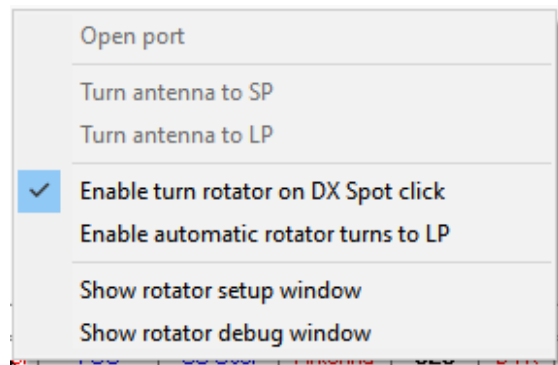 Open port
Turn antenna to SP
Turn antenna to LP
Enable turn rotator on DX Spot click
Enable automatic rotator turns to LP
Show rotator setup window
Show rotator debug window